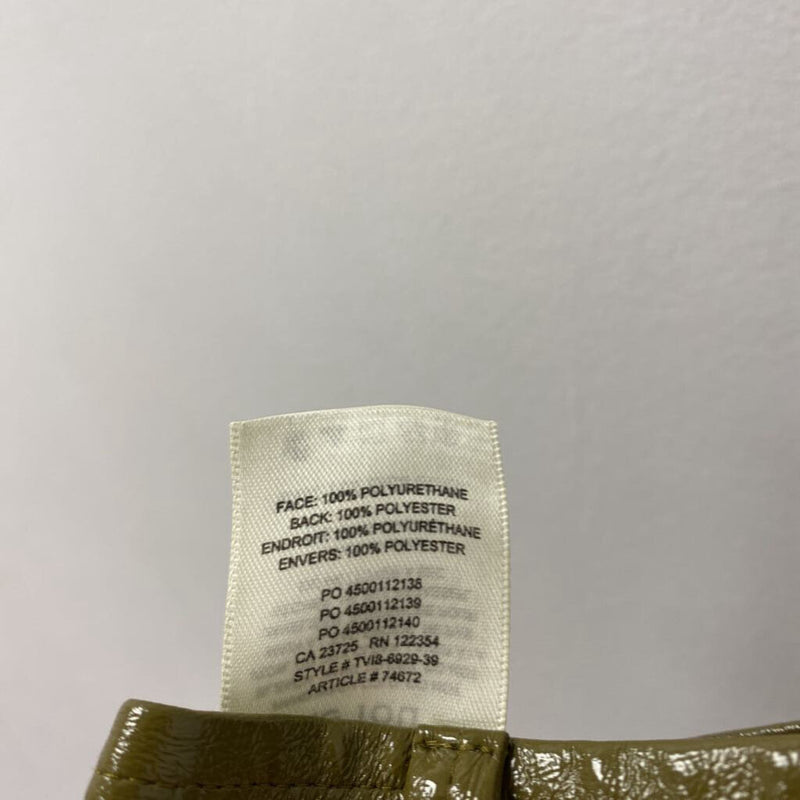 FACE: 100% POLYURETHANE
BACK: 100% POLYESTER
ENDROIT: 100% POLYURÉTHANE
ENVERS: 100% POLYESTER
PO 4500112138
PO 4500112139
PO 4500112140
CA 23725 RN 122354
STYLE # TVI8-6929-39
ARTICLE # 74672